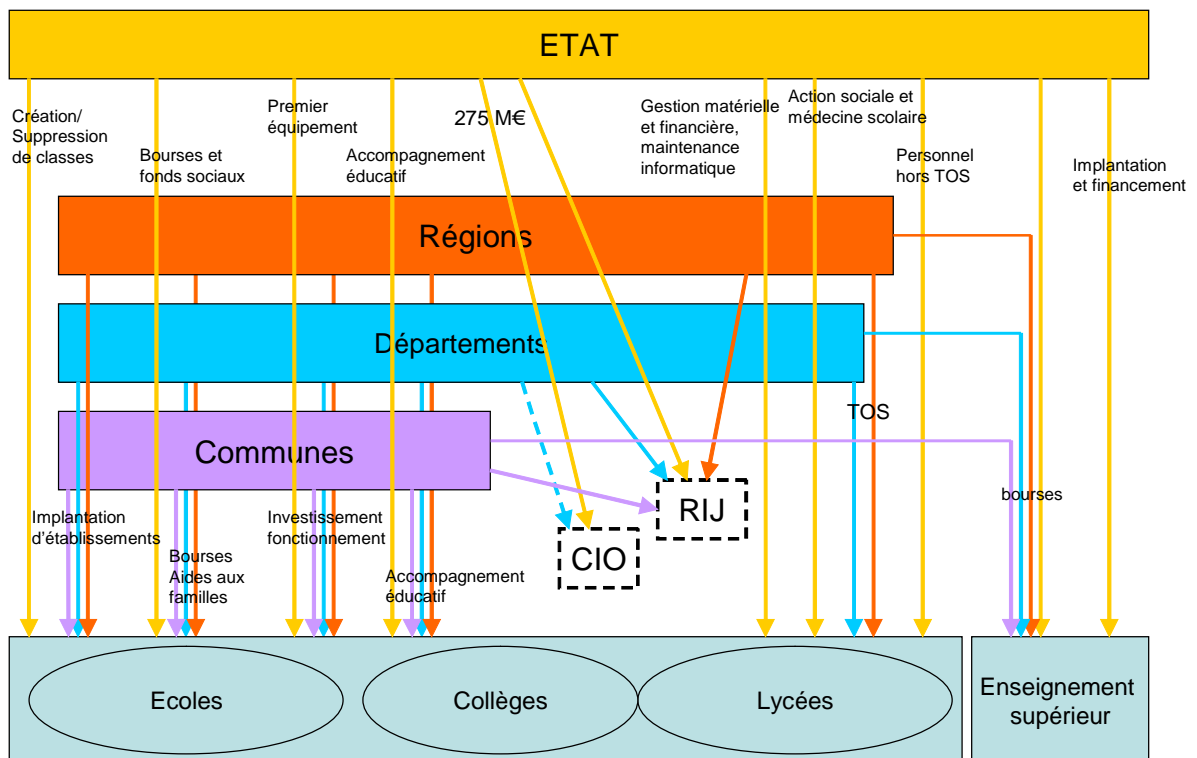 ETAT
Création/
Suppression
de classes
Bourses et
fonds sociaux
Premier
équipement
Accompagnement
éducatif
275 M€
Gestion matérielle
et financière,
maintenance
informatique
Action sociale et
médecine scolaire
Personnel
hors TOS
Implantation
et financement
Régions
Départements
TOS
Communes
bourses
RIJ
CIO
Implantation
d'établissements
Bourses
Aides aux
familles
Investissement
fonctionnement
Accompagnement
éducatif
Ecoles
Collèges
Lycées
Enseignement
supérieur